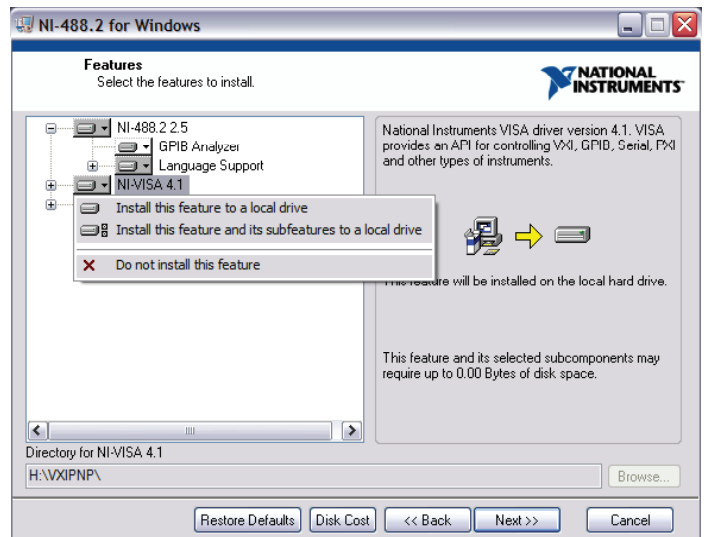 NI-488.2 for Windows
Features
Select the features to install.
NATIONAL
INSTRUMENTS
NI-488.2 2.5
GPIB Analyzer
Language Support
NI-VISA 4.1
Install this feature to a local drive
Install this feature and its subfeatures to a local drive
Do not install this feature
National Instruments VISA driver version 4.1. VISA
provides an API for controlling VXI, GPIB, Serial, PXI
and other types of instruments.
This feature will be installed on the local hard drive.
This feature and its selected subcomponents may
require up to 0.00 Bytes of disk space.
Directory for NI-VISA 4.1
H:\VXIPNP\
Browse...
Restore Defaults
Disk Cost
<< Back
Next >>
Cancel